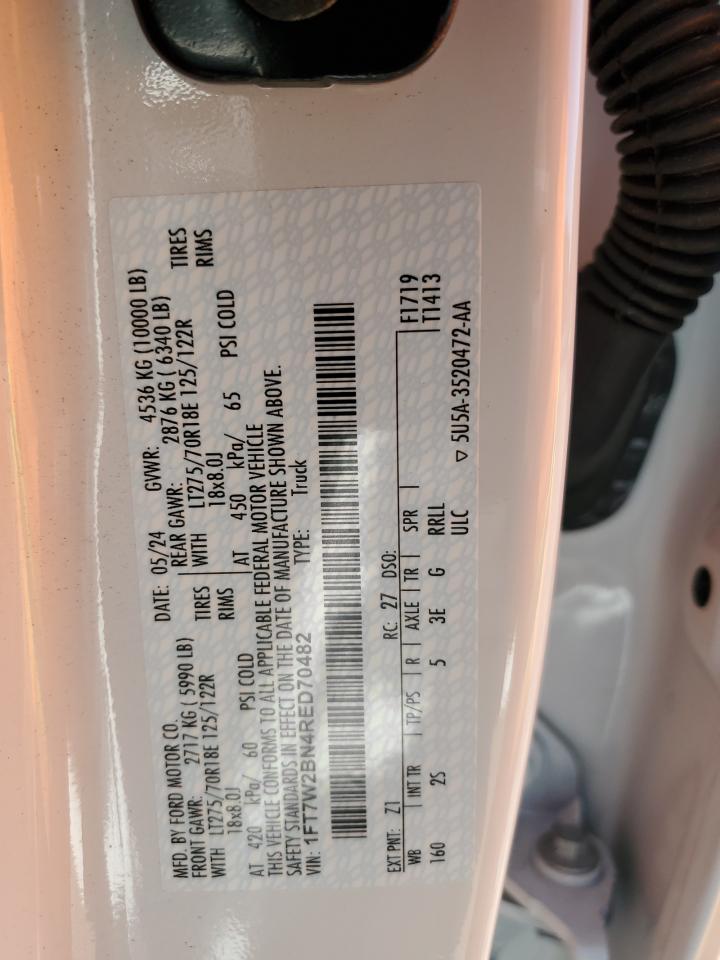 MFD. BY FORD MOTOR CO.
DATE: 05/24 GVWR: 4536 KG (10000 LB)
FRONT GAWR: 2717 KG ( 5990 LB) REAR GAWR: 2876 KG ( 6340 LB)
WITH LT275/70R18E 125/122R TIRES WITH LT275/70R18E 125/122R TIRES
18x8.0J RIMS 18x8.0J RIMS
AT 420 kPa/ 60 PSI COLD AT 450 kPa/ 65 PSI COLD
THIS VEHICLE CONFORMS TO ALL APPLICABLE FEDERAL MOTOR VEHICLE
SAFETY STANDARDS IN EFFECT ON THE DATE OF MANUFACTURE SHOWN ABOVE.
VIN: 1FT7W2BN4RED70482 TYPE: Truck
EXT PNT: Z1 RC: 27 DSO: F1719
WB INT TR TP/PS R AXLE TR SPR T1413
160 2S 5 3E G RRLL
ULC ▽ 5U5A-3520472-AA